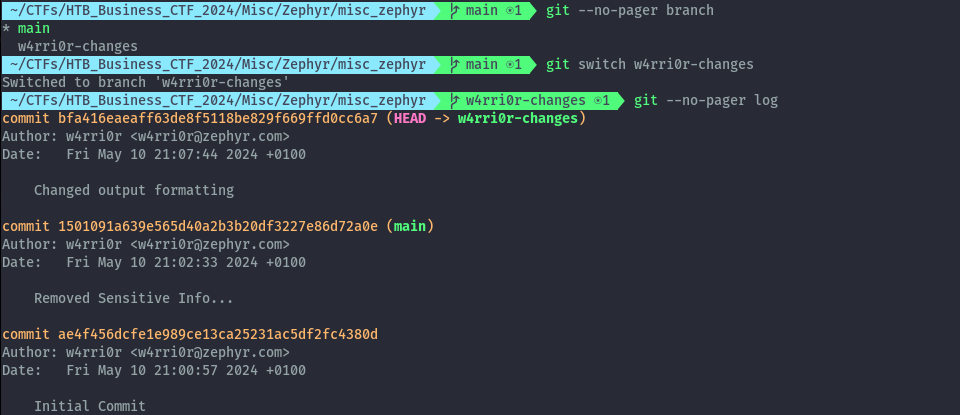 ~/CTFs/HTB_Business_CTF_2024/Misc/Zephyr/misc_zephyr main ⊙1 git --no-pager branch
* main
  w4rri0r-changes
~/CTFs/HTB_Business_CTF_2024/Misc/Zephyr/misc_zephyr main ⊙1 git switch w4rri0r-changes
Switched to branch 'w4rri0r-changes'
~/CTFs/HTB_Business_CTF_2024/Misc/Zephyr/misc_zephyr w4rri0r-changes ⊙1 git --no-pager log
commit bfa416eaeaff63de8f5118be829f669ffd0cc6a7 (HEAD -> w4rri0r-changes)
Author: w4rri0r <w4rri0r@zephyr.com>
Date:   Fri May 10 21:07:44 2024 +0100
    Changed output formatting
commit 1501091a639e565d40a2b3b20df3227e86d72a0e (main)
Author: w4rri0r <w4rri0r@zephyr.com>
Date:   Fri May 10 21:02:33 2024 +0100
    Removed Sensitive Info...
commit ae4f456dcfe1e989ce13ca25231ac5df2fc4380d
Author: w4rri0r <w4rri0r@zephyr.com>
Date:   Fri May 10 21:00:57 2024 +0100
    Initial Commit